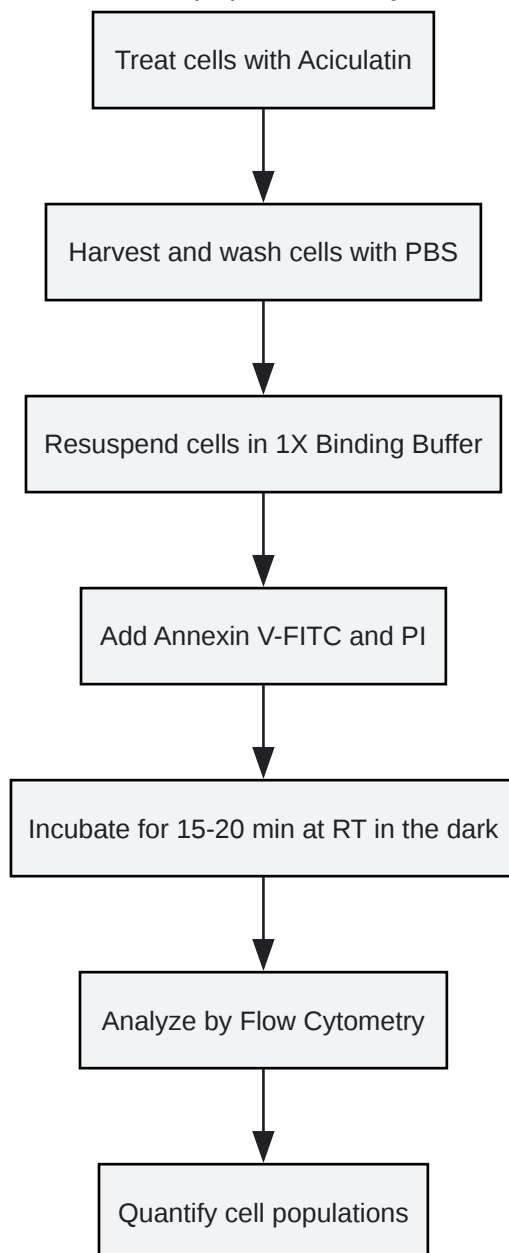 Treat cells with Aciculatin
Harvest and wash cells with PBS
Resuspend cells in 1X Binding Buffer
Add Annexin V-FITC and PI
Incubate for 15-20 min at RT in the dark
Analyze by Flow Cytometry
Quantify cell populations